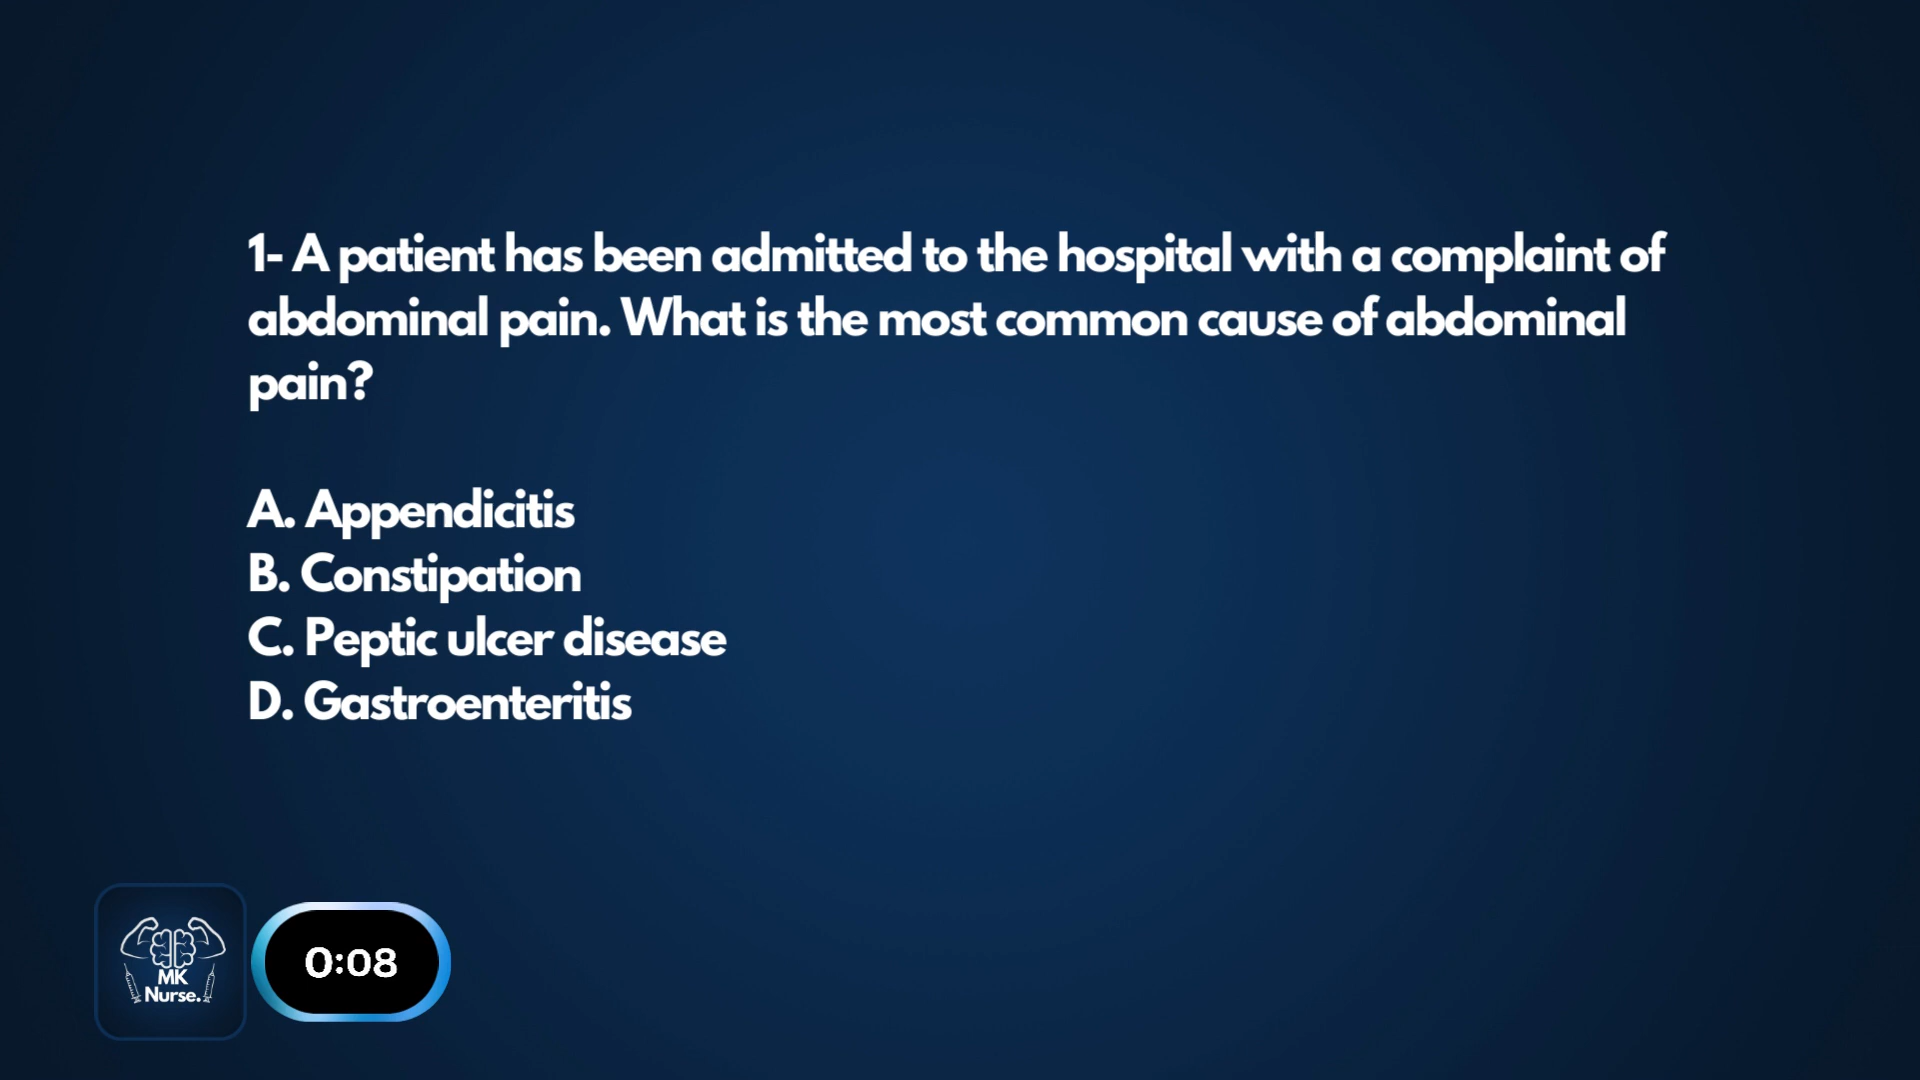 1- A patient has been admitted to the hospital with a complaint of
abdominal pain. What is the most common cause of abdominal
pain?
A. Appendicitis
B. Constipation
C. Peptic ulcer disease
D. Gastroenteritis
MK
Nurse.
0:08